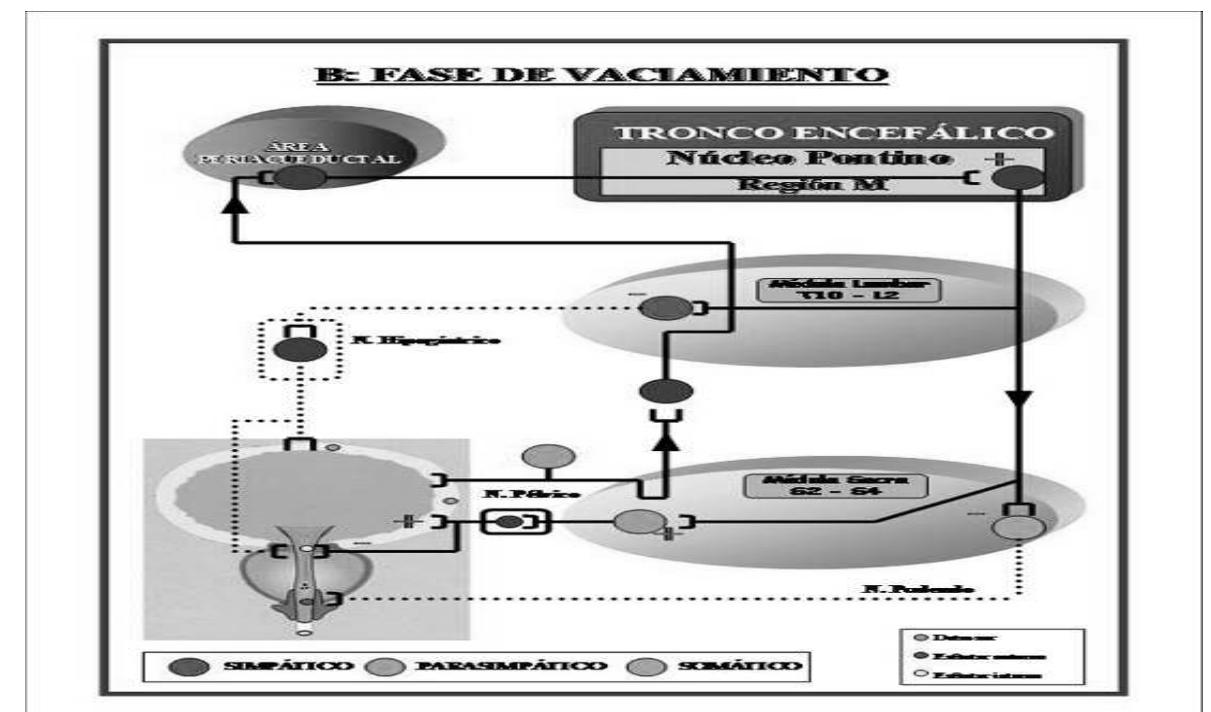 B: FASE DE VACIAMIENTO
ÁREA
PERIACUEDUCTAL
TRONCO ENCEFÁLICO
Núcleo Pontino
Región M
Médula Lumbar
T10 - L2
N. Hipogástrico
N. Pélvico
Médula Sacra
S2 - S4
N. Pudendo
SIMPÁTICO
PARASIMPÁTICO
SOMÁTICO
Detrusor
Esfínter externo
Esfínter interno